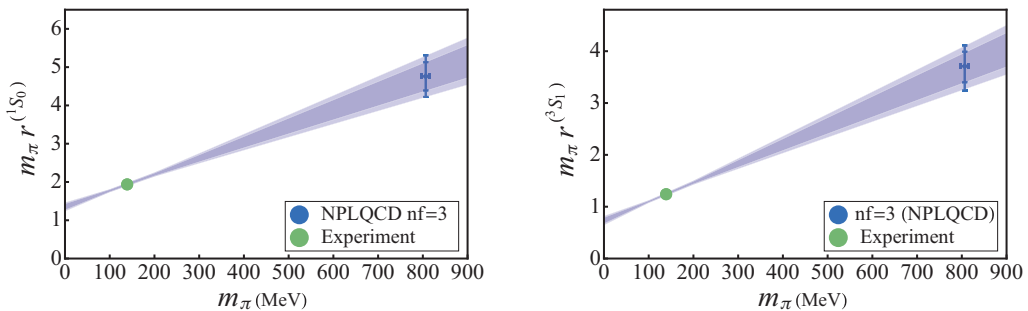 6
5
4
3
2
1
0
0 100 200 300 400 500 600 700 800 900
m_π r^(^1S_0)
m_π (MeV)
NPLQCD nf=3
Experiment
4
3
2
1
0
0 100 200 300 400 500 600 700 800 900
m_π r^(^3S_1)
m_π (MeV)
nf=3 (NPLQCD)
Experiment